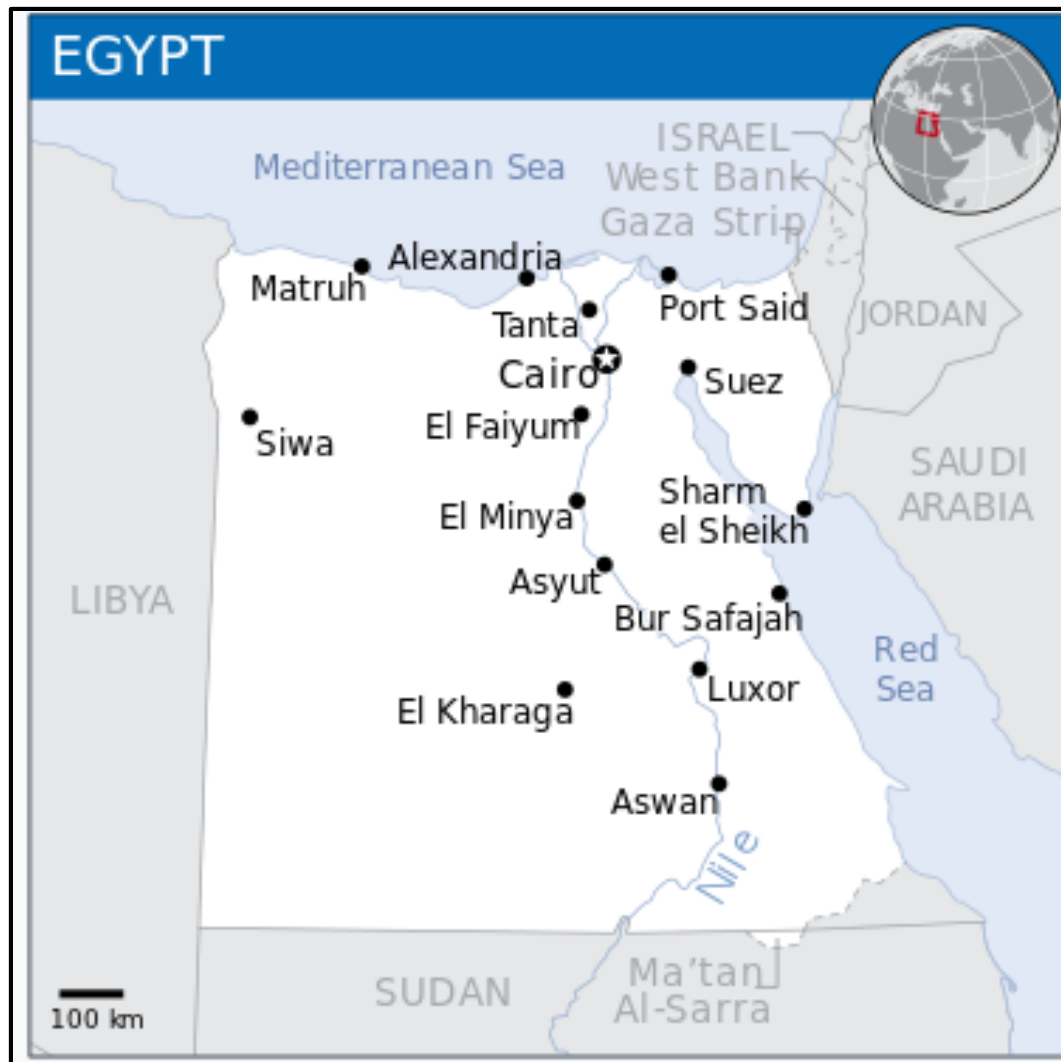 EGYPT
ISRAEL
Mediterranean Sea
West Bank
Gaza Strip
Alexandria
Matruh
Port Said
Tanta
JORDAN
Cairo
Suez
El Faiyum
Siwa
SAUDI
ARABIA
Sharm
el Sheikh
El Minya
Asyut
LIBYA
Bur Safajah
Red
Sea
Luxor
El Kharaga
Aswan
Nile
Ma'tan
Al-Sarra
SUDAN
100 km